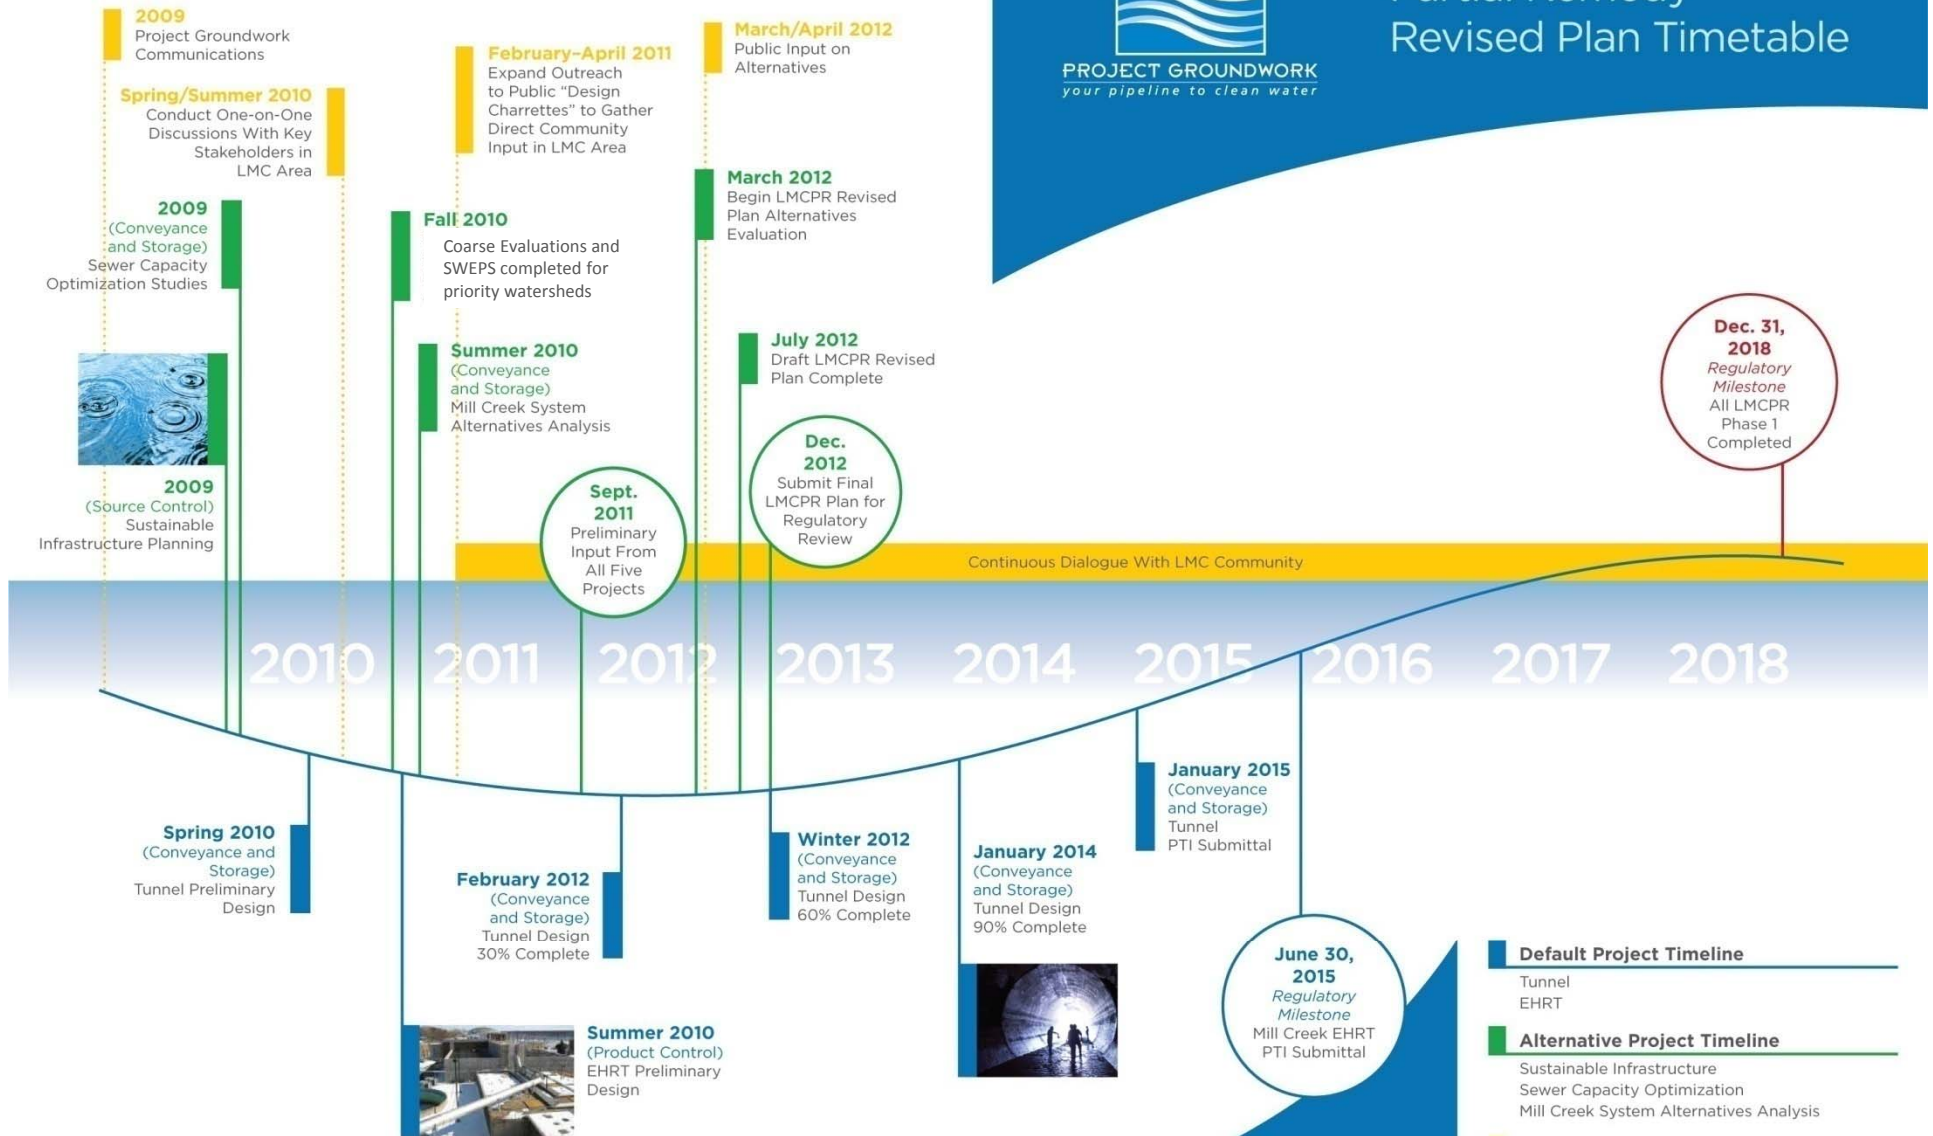 Revised Plan Timetable
PROJECT GROUNDWORK
your pipeline to clean water
2009
Project Groundwork
Communications
Spring/Summer 2010
Conduct One-on-One
Discussions With Key
Stakeholders in
LMC Area
February–April 2011
Expand Outreach
to Public “Design
Charrettes” to Gather
Direct Community
Input in LMC Area
March/April 2012
Public Input on
Alternatives
2009
(Conveyance
and Storage)
Sewer Capacity
Optimization Studies
Fall 2010
Coarse Evaluations and
SWEPS completed for
priority watersheds
March 2012
Begin LMCPR Revised
Plan Alternatives
Evaluation
Summer 2010
(Conveyance
and Storage)
Mill Creek System
Alternatives Analysis
July 2012
Draft LMCPR Revised
Plan Complete
2009
(Source Control)
Sustainable
Infrastructure Planning
Sept.
2011
Preliminary
Input From
All Five
Projects
Dec.
2012
Submit Final
LMCPR Plan for
Regulatory
Review
Dec. 31,
2018
Regulatory
Milestone
All LMCPR
Phase 1
Completed
Continuous Dialogue With LMC Community
2010 2011 2012 2013 2014 2015 2016 2017 2018
Spring 2010
(Conveyance and
Storage)
Tunnel Preliminary
Design
February 2012
(Conveyance
and Storage)
Tunnel Design
30% Complete
Winter 2012
(Conveyance
and Storage)
Tunnel Design
60% Complete
January 2014
(Conveyance
and Storage)
Tunnel Design
90% Complete
January 2015
(Conveyance
and Storage)
Tunnel
PTI Submittal
Summer 2010
(Product Control)
EHRT Preliminary
Design
June 30,
2015
Regulatory
Milestone
Mill Creek EHRT
PTI Submittal
Default Project Timeline
Tunnel
EHRT
Alternative Project Timeline
Sustainable Infrastructure
Sewer Capacity Optimization
Mill Creek System Alternatives Analysis